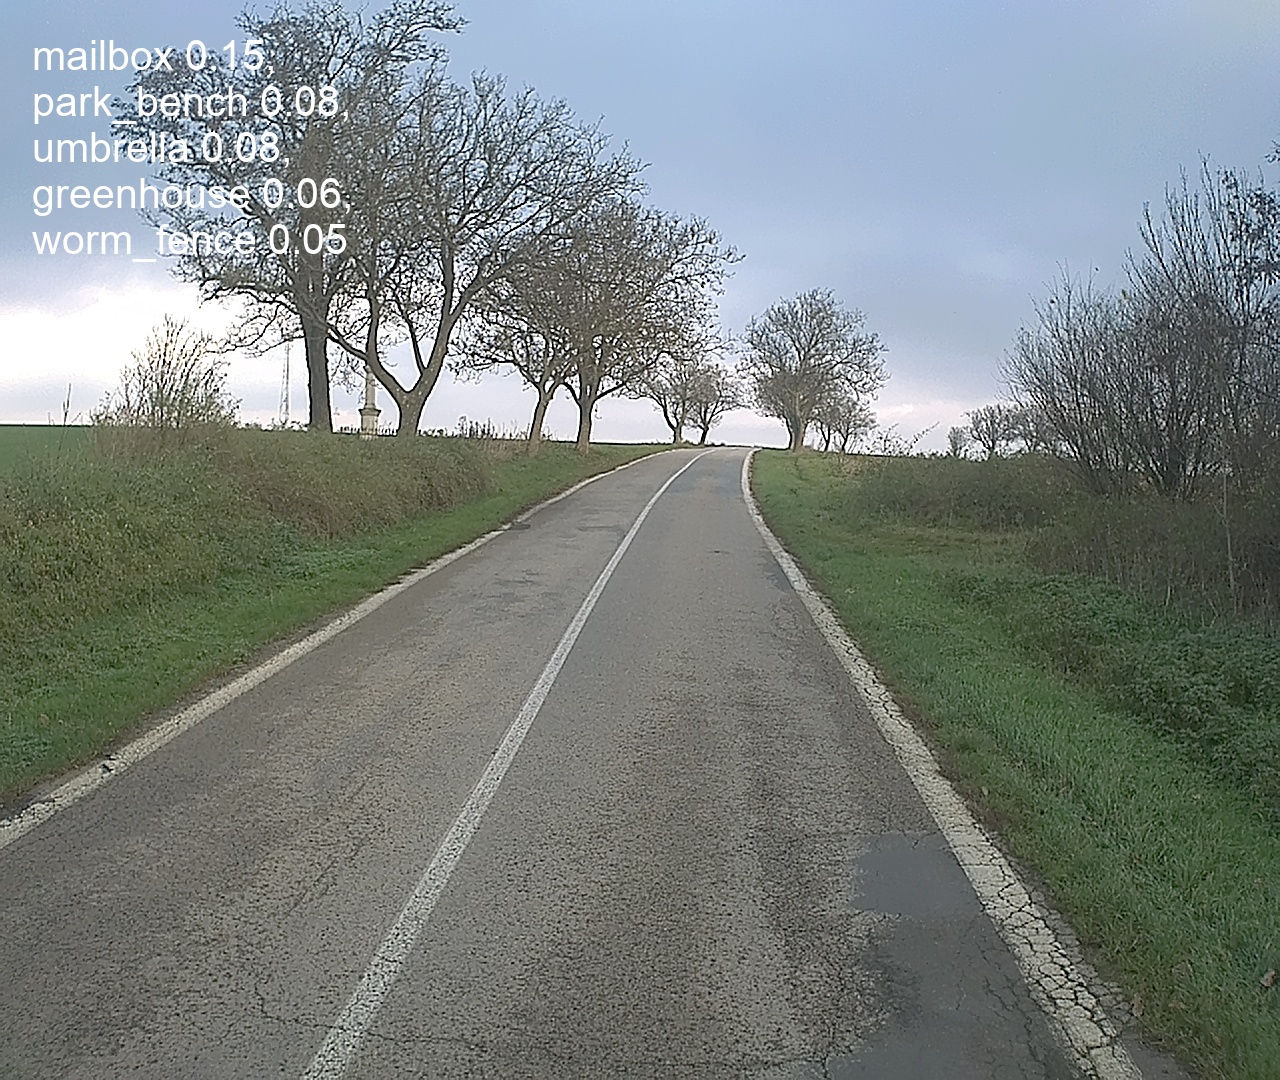 mailbox 0.15,
park_bench 0.08,
umbrella 0.08,
greenhouse 0.06,
worm_fence 0.05